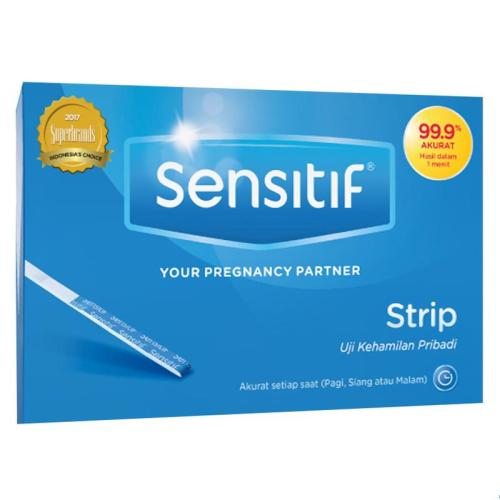 2017
Superbrands
INDONESIA'S CHOICE
99.9%
AKURAT
Hasil dalam
1 menit
Sensitif®
YOUR PREGNANCY PARTNER
Strip
Uji Kehamilan Pribadi
Akurat setiap saat (Pagi, Siang atau Malam)
Sensitif